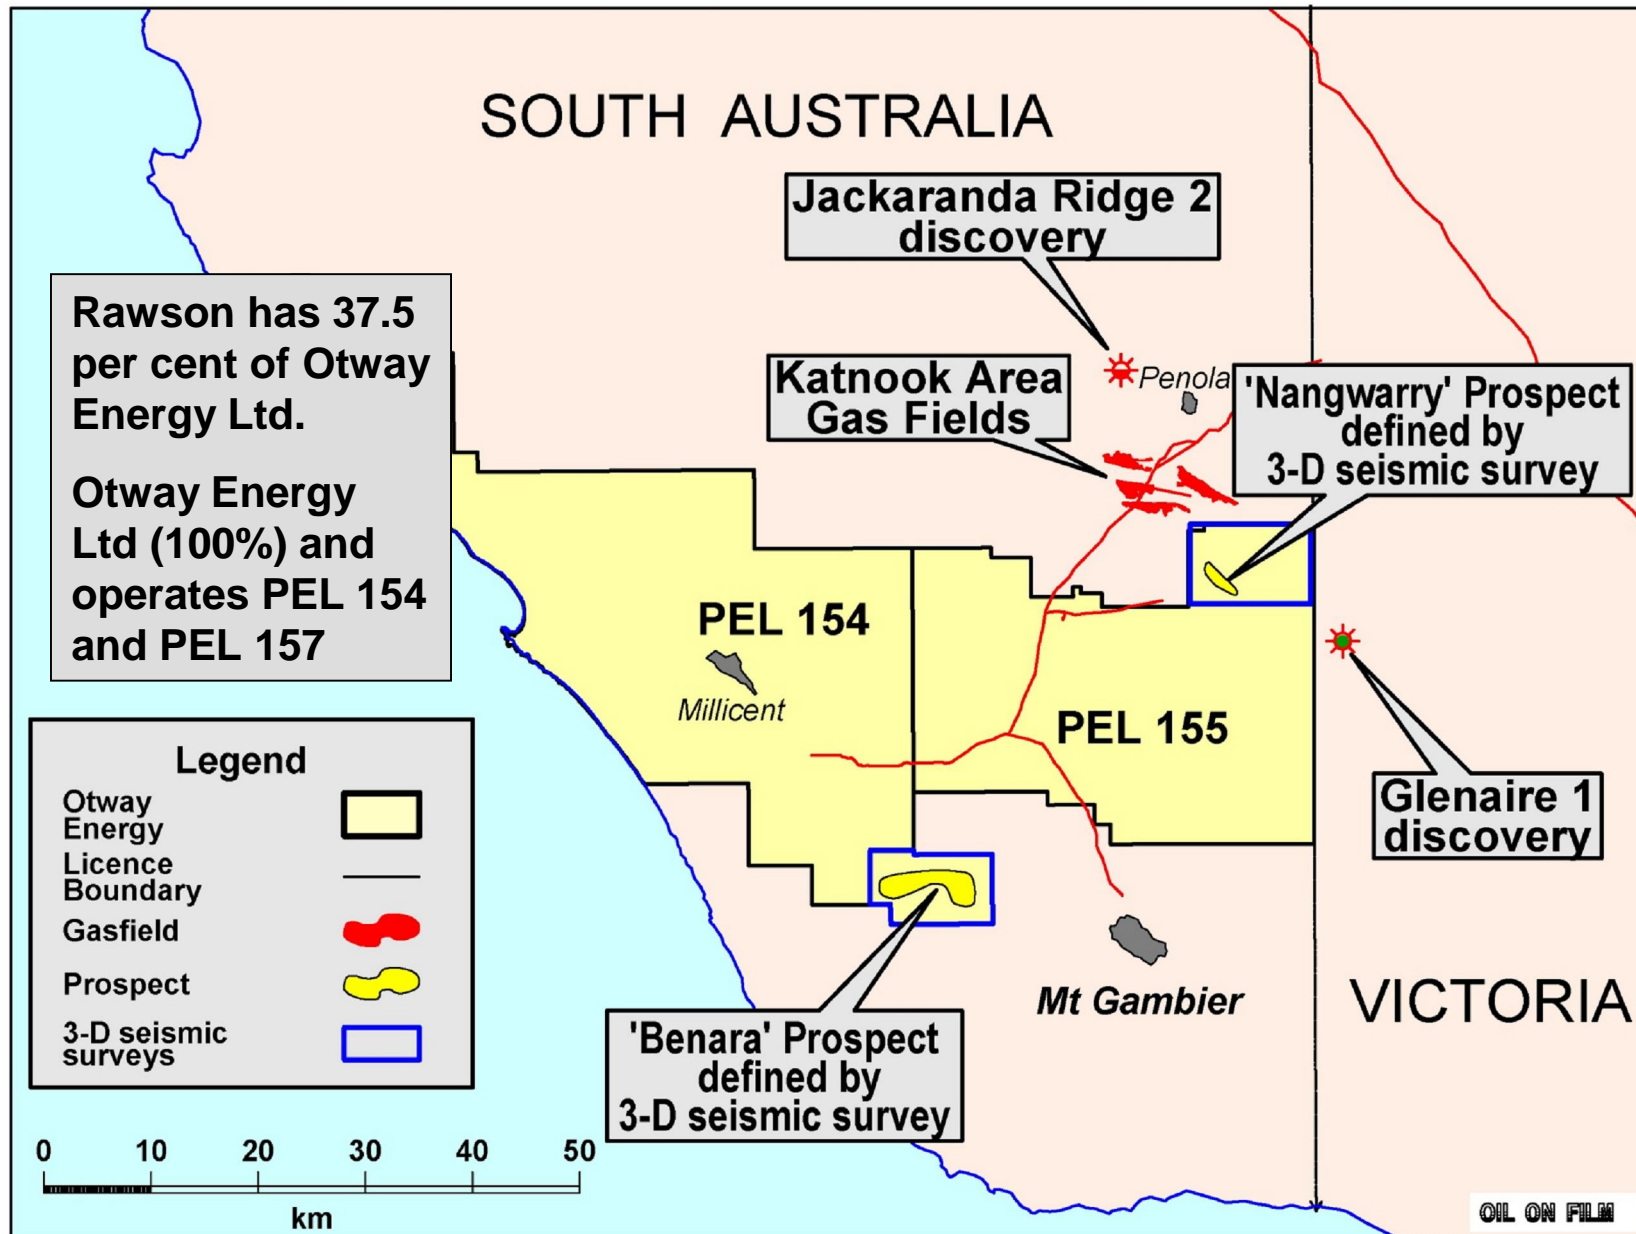 SOUTH AUSTRALIA
Jackaranda Ridge 2
discovery
Rawson has 37.5
per cent of Otway
Energy Ltd.
Otway Energy
Ltd (100%) and
operates PEL 154
and PEL 157
Katnook Area
Gas Fields
Penola
'Nangwarry' Prospect
defined by
3-D seismic survey
PEL 154
Millicent
PEL 155
Glenaire 1
discovery
Legend
Otway
Energy
Licence
Boundary
Gasfield
Prospect
3-D seismic
surveys
Mt Gambier
VICTORIA
'Benara' Prospect
defined by
3-D seismic survey
0 10 20 30 40 50
km
OIL ON FILM